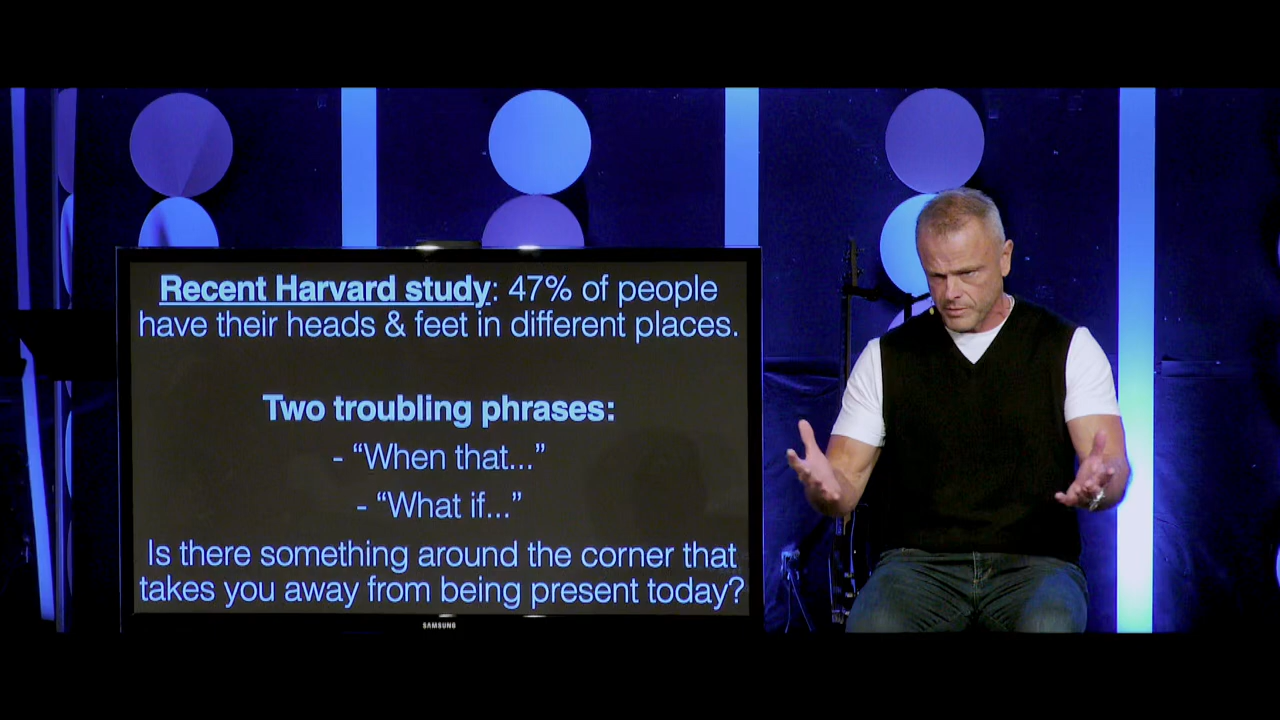 Recent Harvard study: 47% of people
have their heads & feet in different places.
Two troubling phrases:
- “When that...”
- “What if...”
Is there something around the corner that
takes you away from being present today?
SAMSUNG